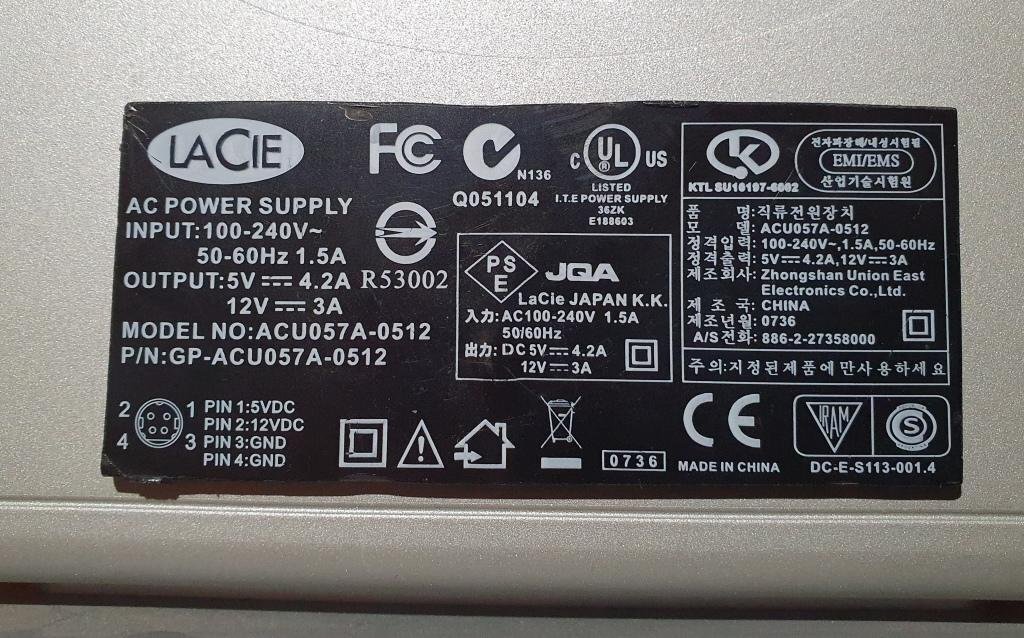 LACIE
FC
N136
Q051104
C UL US
®
LISTED
I.T.E POWER SUPPLY
36ZK
E188603
AC POWER SUPPLY
INPUT:100-240V~
50-60Hz 1.5A
OUTPUT:5V⎓4.2A
12V⎓3A
MODEL NO:ACU057A-0512
P/N:GP-ACU057A-0512
R53002
PS
E
JQA
LaCie JAPAN K.K.
入力:AC100-240V 1.5A
50/60Hz
出力:DC5V⎓4.2A
12V⎓3A
KTL SU10197-6002
전자파장해/내성시험필
EMI/EMS
산업기술시험원
품 명:직류전원장치
모 델:ACU057A-0512
정격입력:100-240V~,1.5A,50-60Hz
정격출력:5V⎓4.2A,12V⎓3A
제조회사:Zhongshan Union East
Electronics Co.,Ltd.
제 조 국:CHINA
제조년월:0736
A/S전화:886-2-27358000
주의:지정된제품에만사용하세요
2 1
4 3
PIN 1:5VDC
PIN 2:12VDC
PIN 3:GND
PIN 4:GND
0736
CE
MADE IN CHINA
IRAM
S
DC-E-S113-001.4